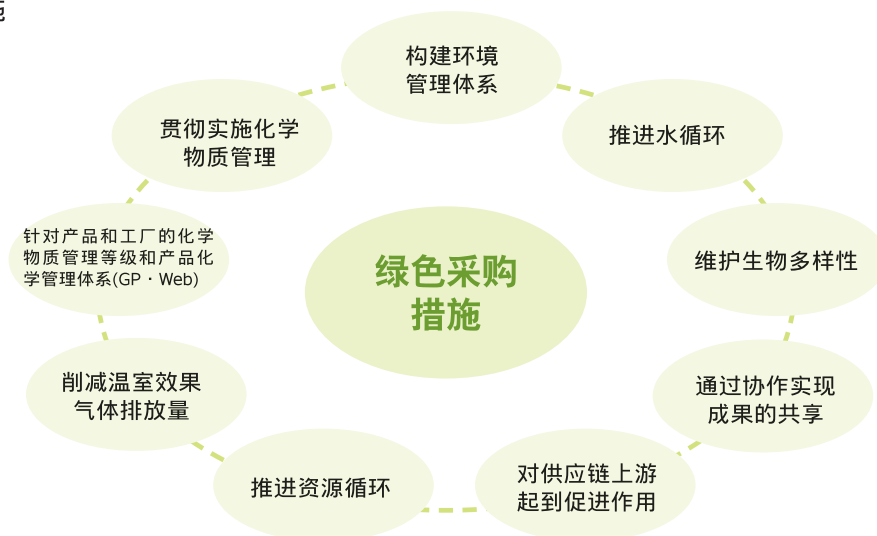 构建环境
管理体系
贯彻实施化学
物质管理
推进水循环
针对产品和工厂的化学
物质管理等级和产品化
学管理体系(GP・Web)
绿色采购
措施
维护生物多样性
削减温室效果
气体排放量
通过协作实现
成果的共享
推进资源循环
对供应链上游
起到促进作用